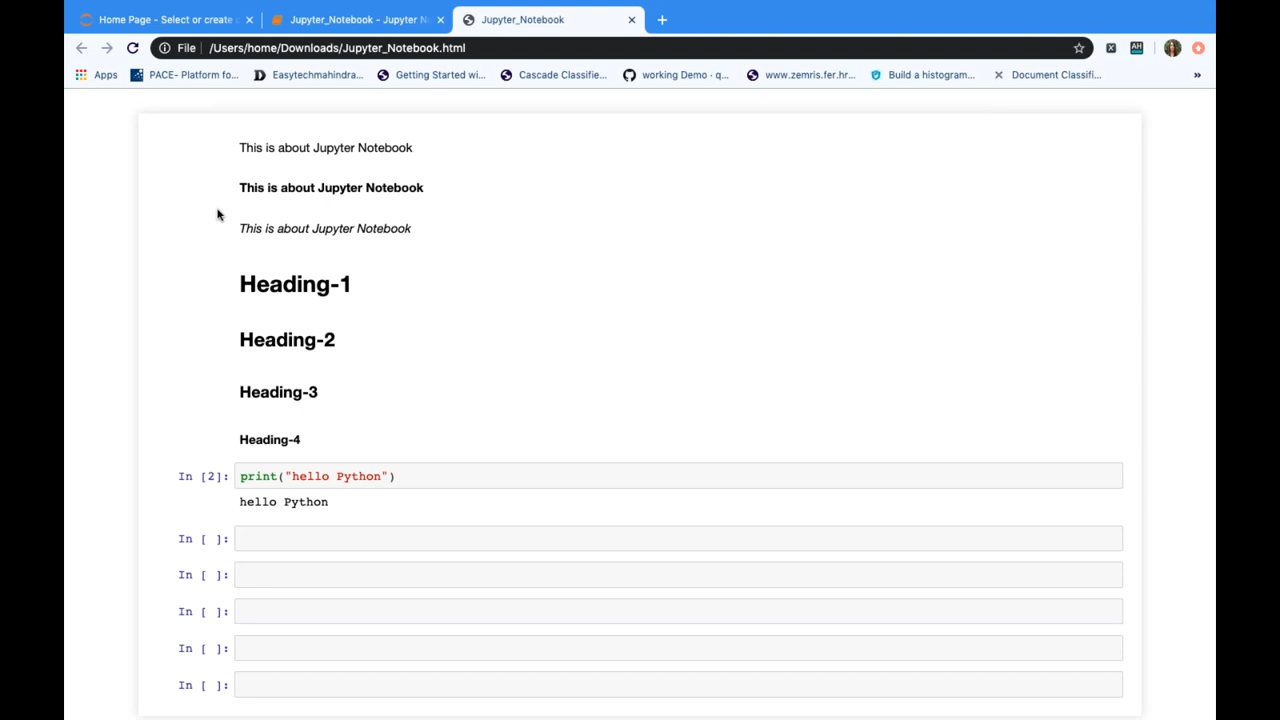 Home Page - Select or create
Jupyter_Notebook - Jupyter N
Jupyter_Notebook
File
/Users/home/Downloads/Jupyter_Notebook.html
Apps
PACE- Platform fo...
Easytechmahindra...
Getting Started wi...
Cascade Classifie...
working Demo · q...
www.zemris.fer.hr...
Build a histogram...
Document Classifi...
»
This is about Jupyter Notebook
This is about Jupyter Notebook
This is about Jupyter Notebook
Heading-1
Heading-2
Heading-3
Heading-4
In [2]: print("hello Python")
hello Python
In [ ]:
In [ ]:
In [ ]:
In [ ]:
In [ ]: